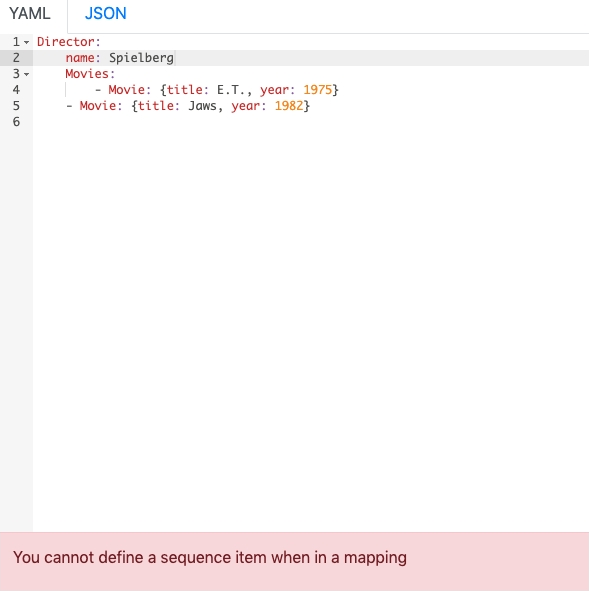 YAML JSON
1 Director:
2     name: Spielberg
3     Movies:
4         - Movie: {title: E.T., year: 1975}
5     - Movie: {title: Jaws, year: 1982}
6
You cannot define a sequence item when in a mapping